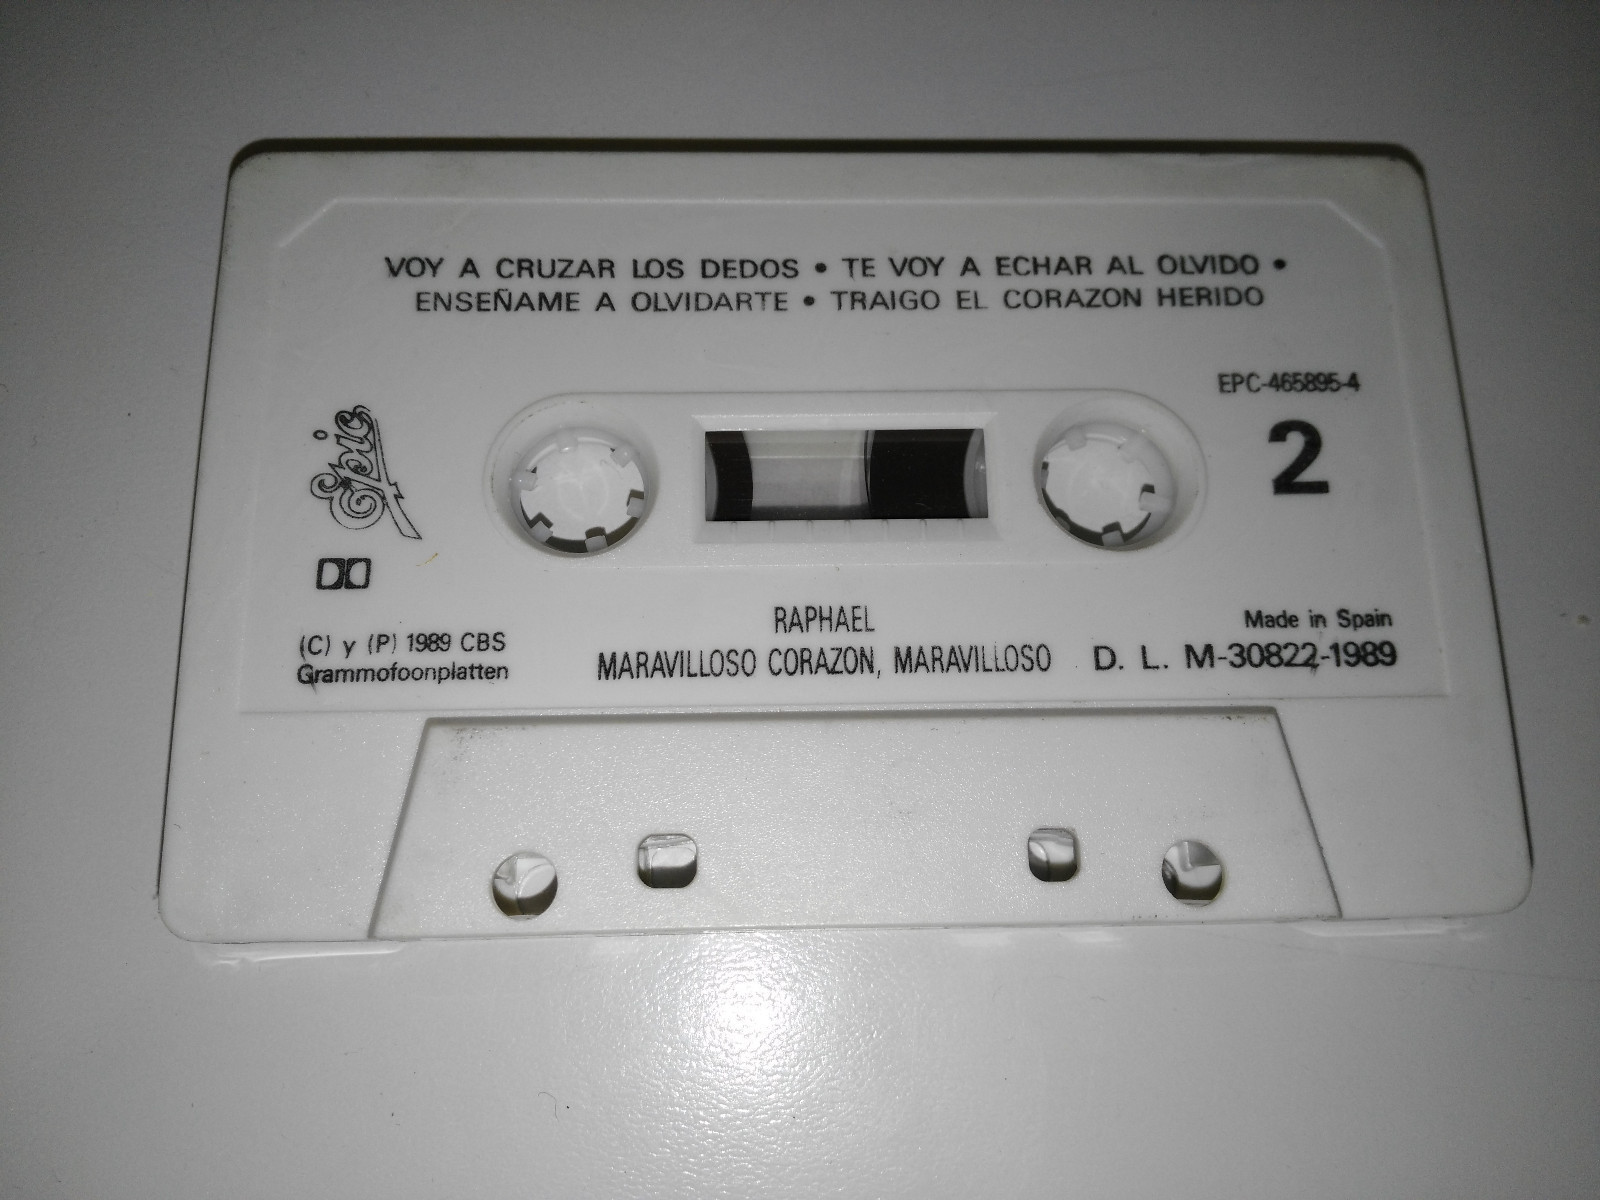 VOY A CRUZAR LOS DEDOS • TE VOY A ECHAR AL OLVIDO •
ENSEÑAME A OLVIDARTE • TRAIGO EL CORAZON HERIDO
EPC-465895-4
2
Epic
(C) y (P) 1989 CBS
Grammofoonplatten
RAPHAEL
MARAVILLOSO CORAZON, MARAVILLOSO
Made in Spain
D. L. M-30822-1989